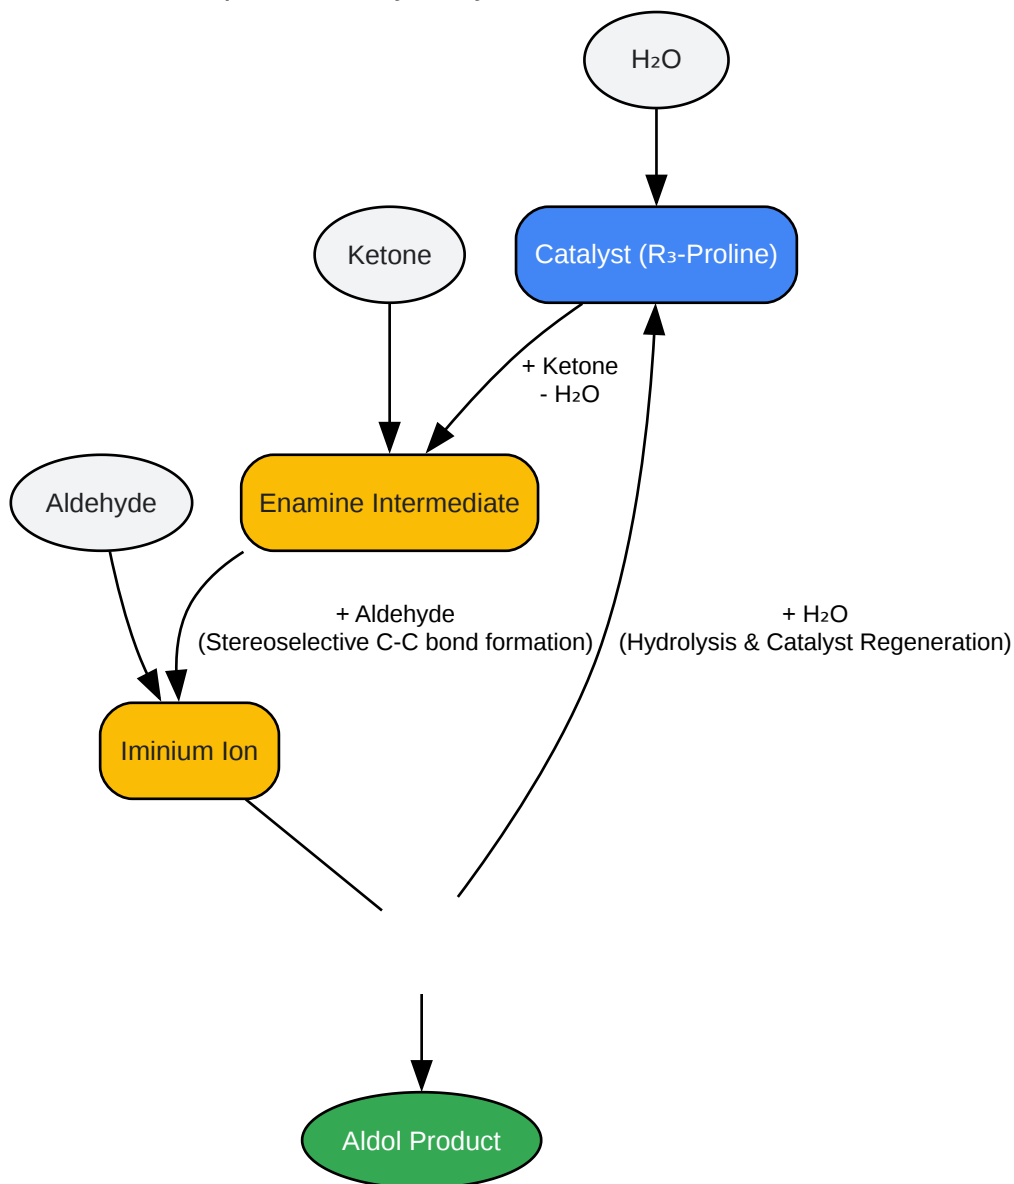 H₂O
Catalyst (R₃-Proline)
Ketone
+ Ketone
- H₂O
Enamine Intermediate
Aldehyde
+ Aldehyde
(Stereoselective C-C bond formation)
+ H₂O
(Hydrolysis & Catalyst Regeneration)
Iminium Ion
Aldol Product